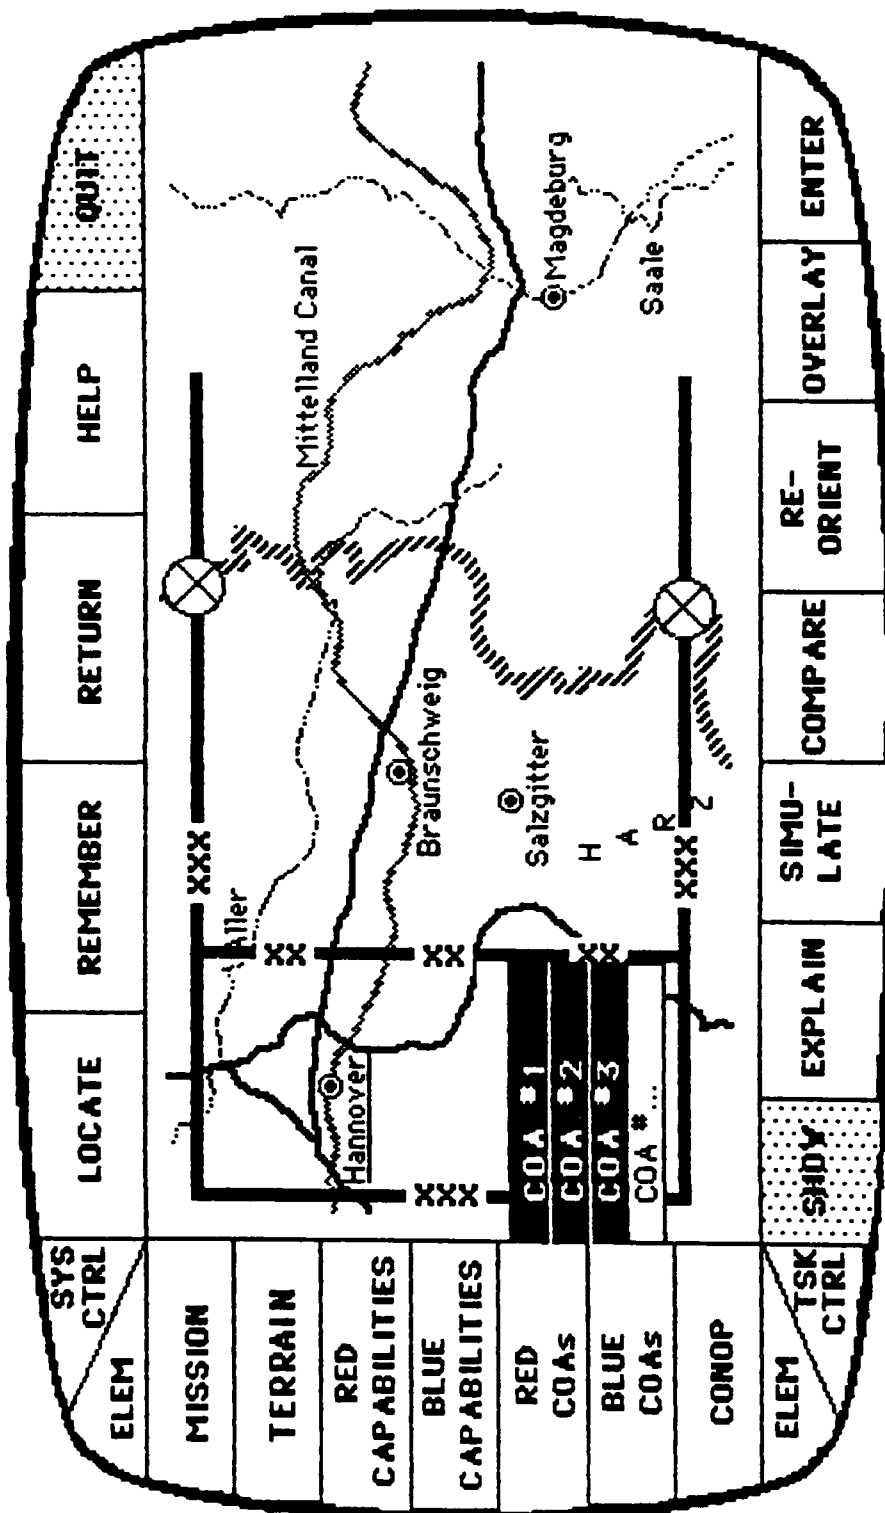 SYS
CTRL
ELEM
LOCATE
REMEMBER
RETURN
HELP
QUIT
MISSION
TERRAIN
RED
CAPABILITIES
BLUE
CAPABILITIES
RED
COAs
BLUE
COAs
CONOP
XXX
Aller
Mittelland Canal
XX
Hannover
Braunschweig
XXX
XX
Magdeburg
COA #1
COA #2
COA #3
COA # ...
Salzgitter
XX
H
A
R
Z
Saale
XXX
ELEM
TSK
CTRL
SHOW
EXPLAIN
SIMU-
LATE
COMPARE
RE-
ORIENT
OVERLAY
ENTER